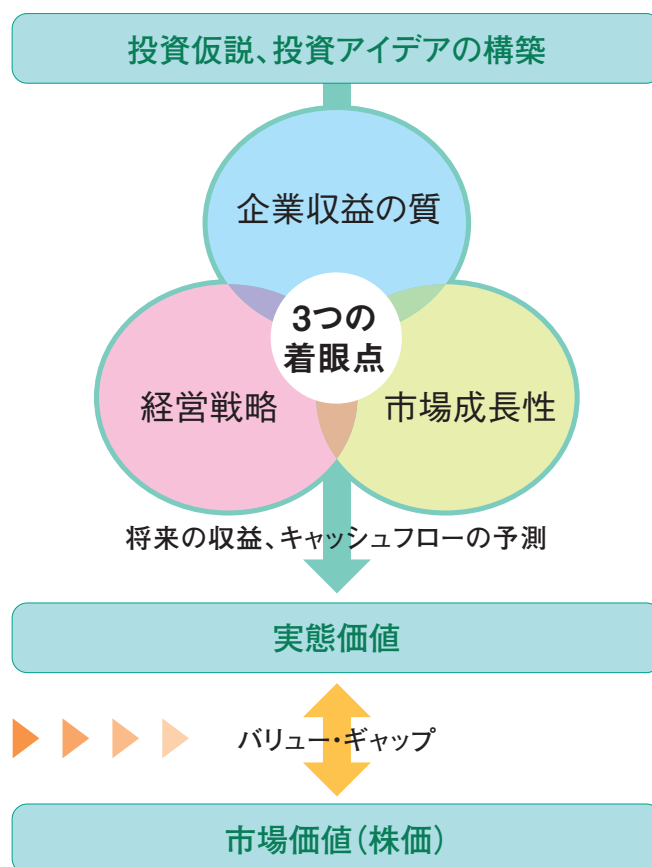 投資仮説、投資アイデアの構築
企業収益の質
3つの
着眼点
経営戦略
市場成長性
将来の収益、キャッシュフローの予測
実態価値
バリュー・ギャップ
市場価値(株価)